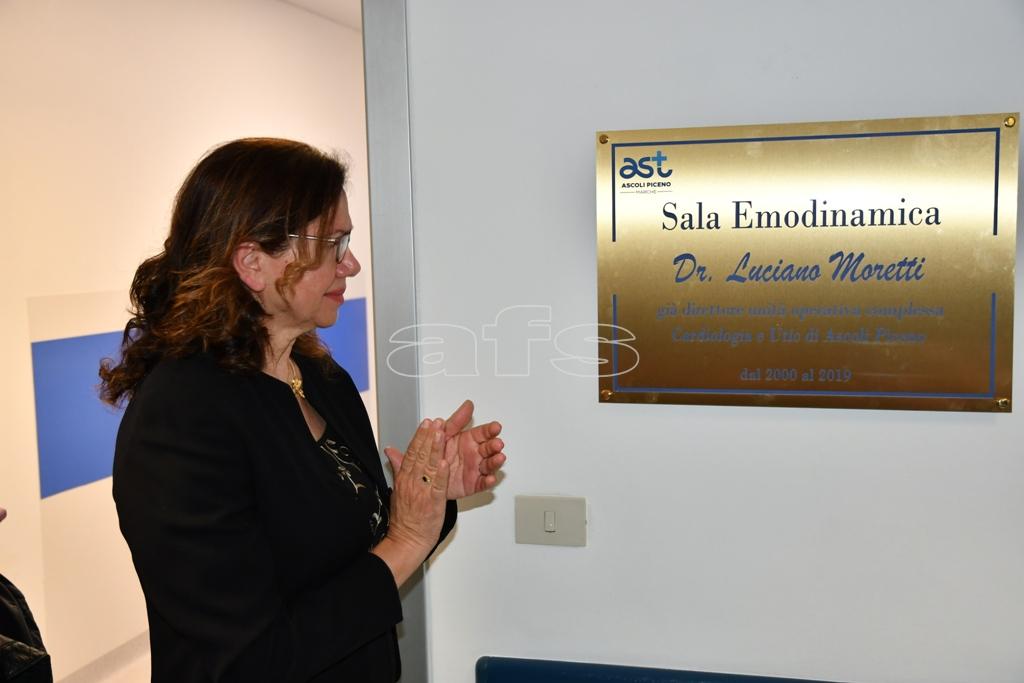 ast
ASCOLI PICENO
MARCHE
Sala Emodinamica
Dr. Luciano Moretti
già direttore unità operativa complessa
Cardiologia e Utic di Ascoli Piceno
dal 2000 al 2019
afs